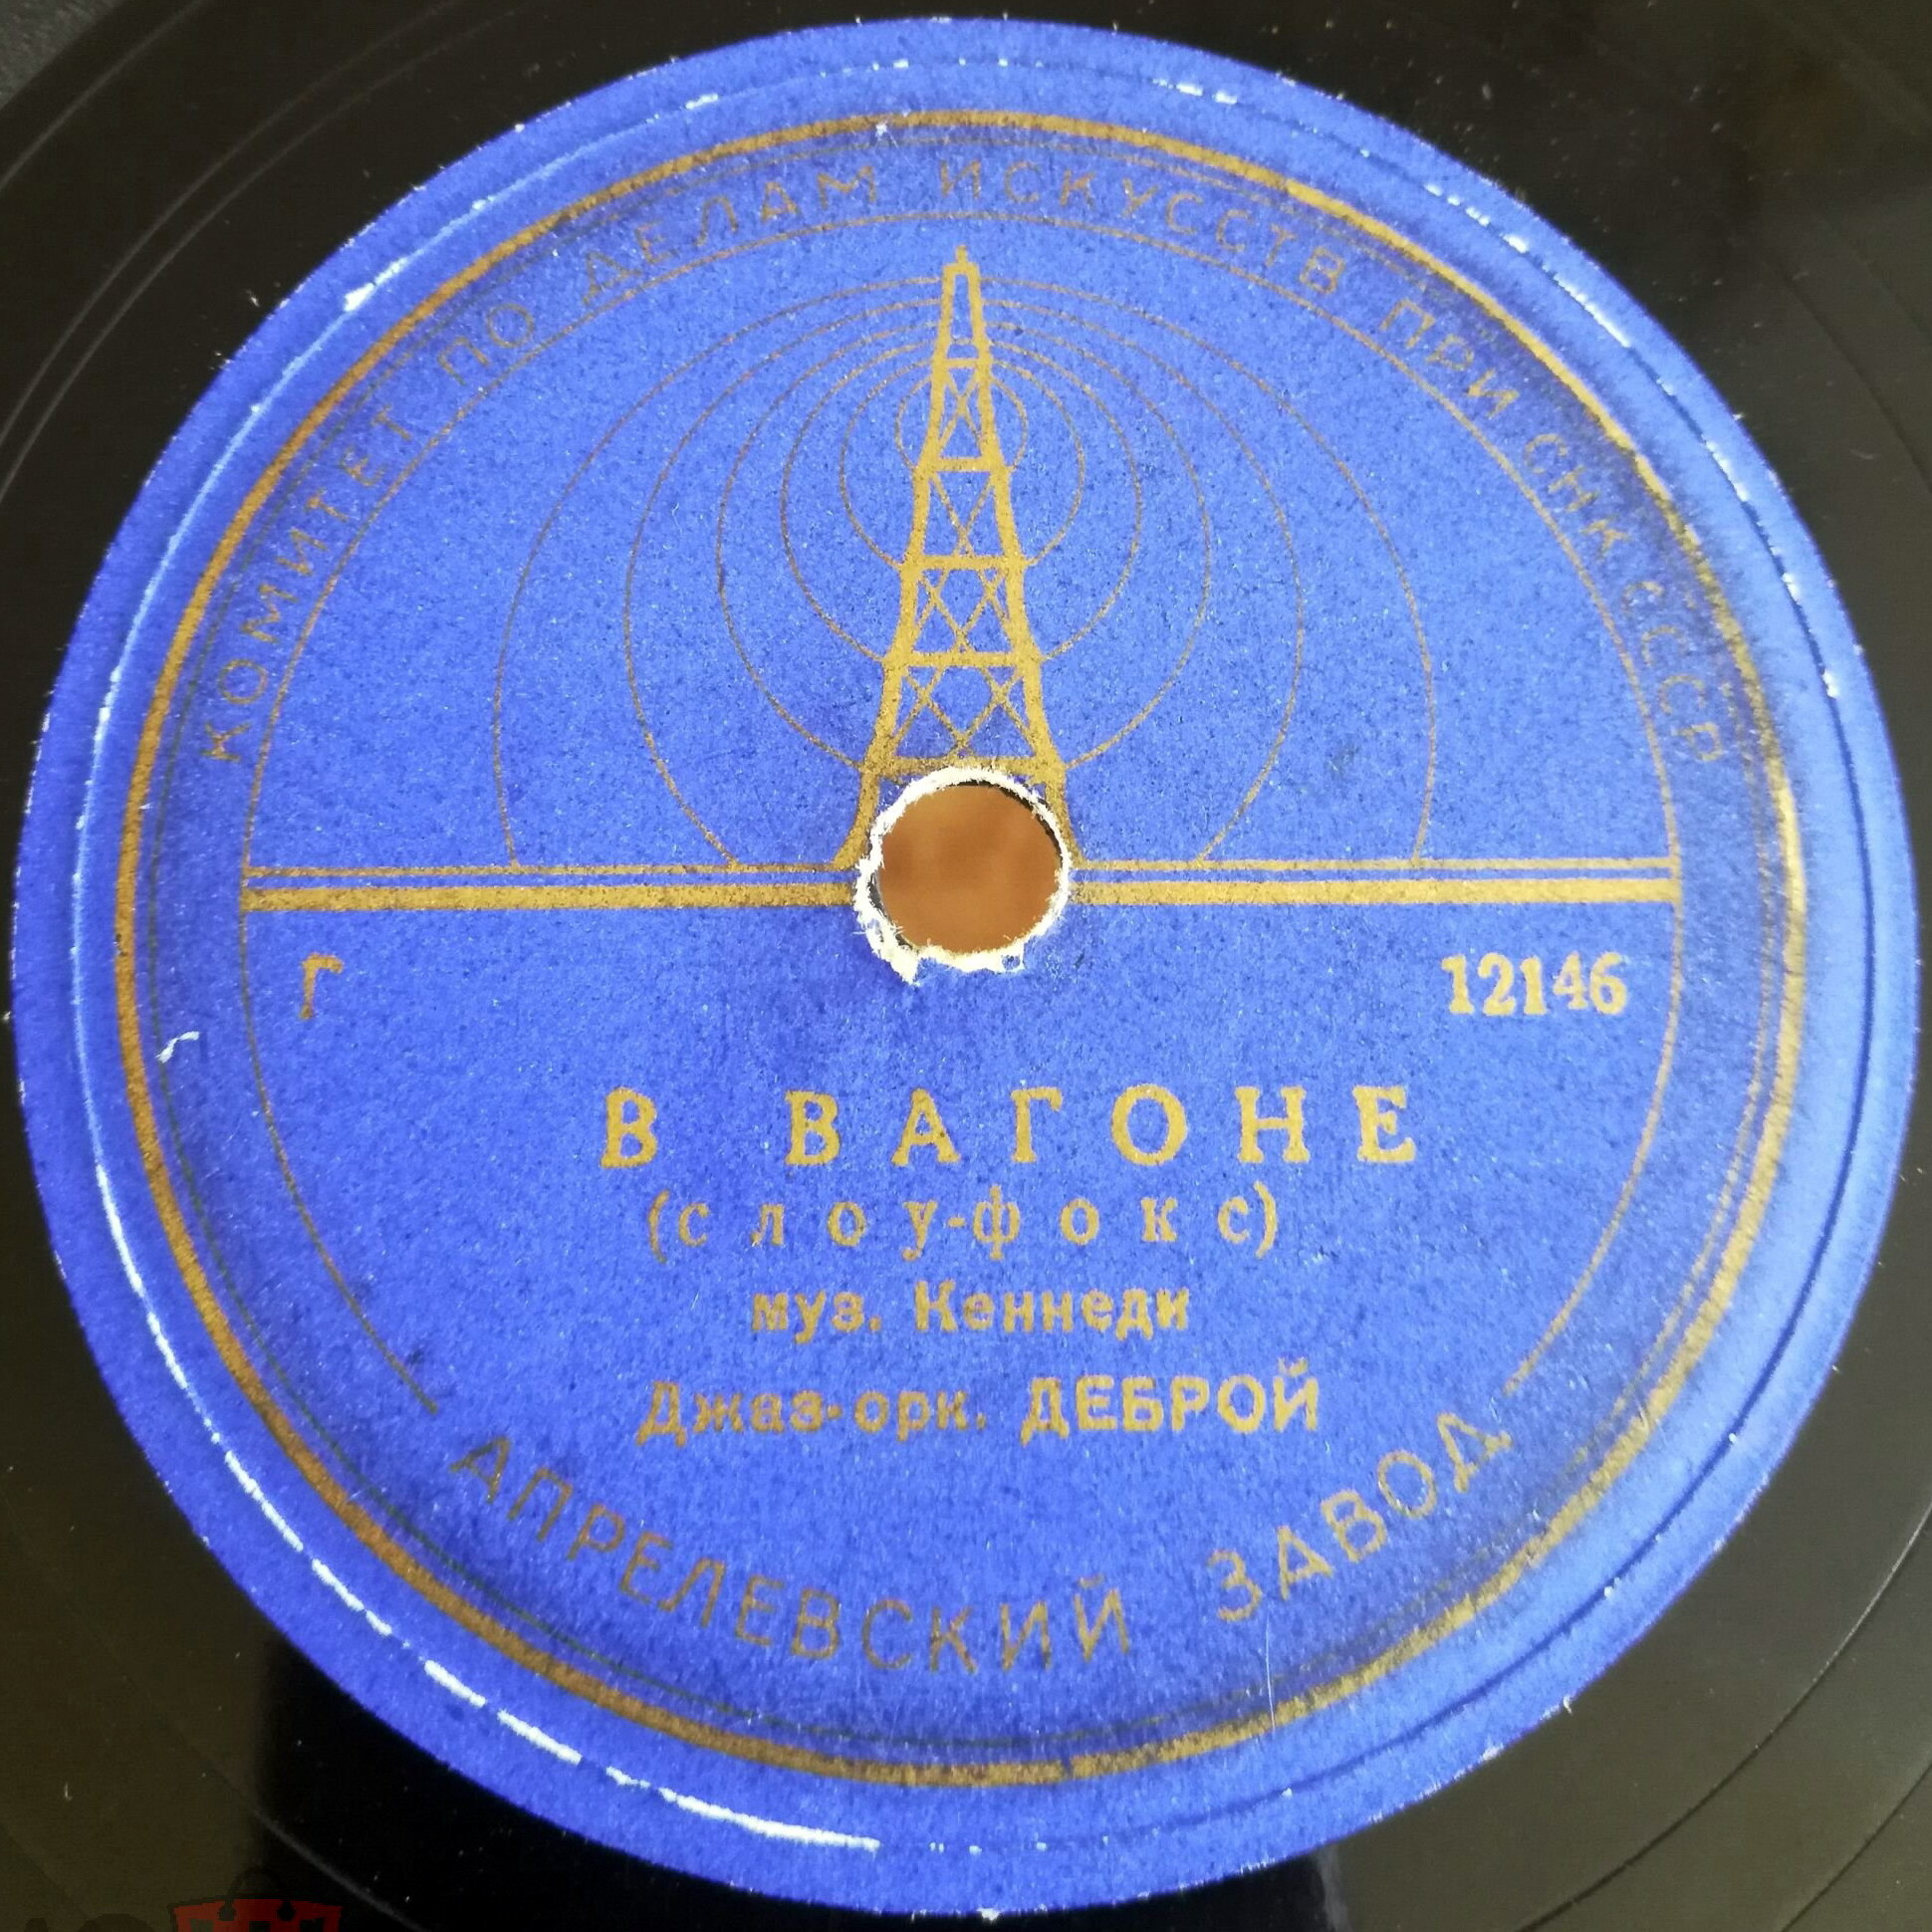 КОМИТЕТ ПО ДЕЛАМ ИСКУССТВ ПРИ СНК СССР
Г 12146
В ВАГОНЕ
(слоу-фокс)
муз. Кеннеди
Джаз-орк. ДЕБРОЙ
АПРЕЛЕВСКИЙ ЗАВОД